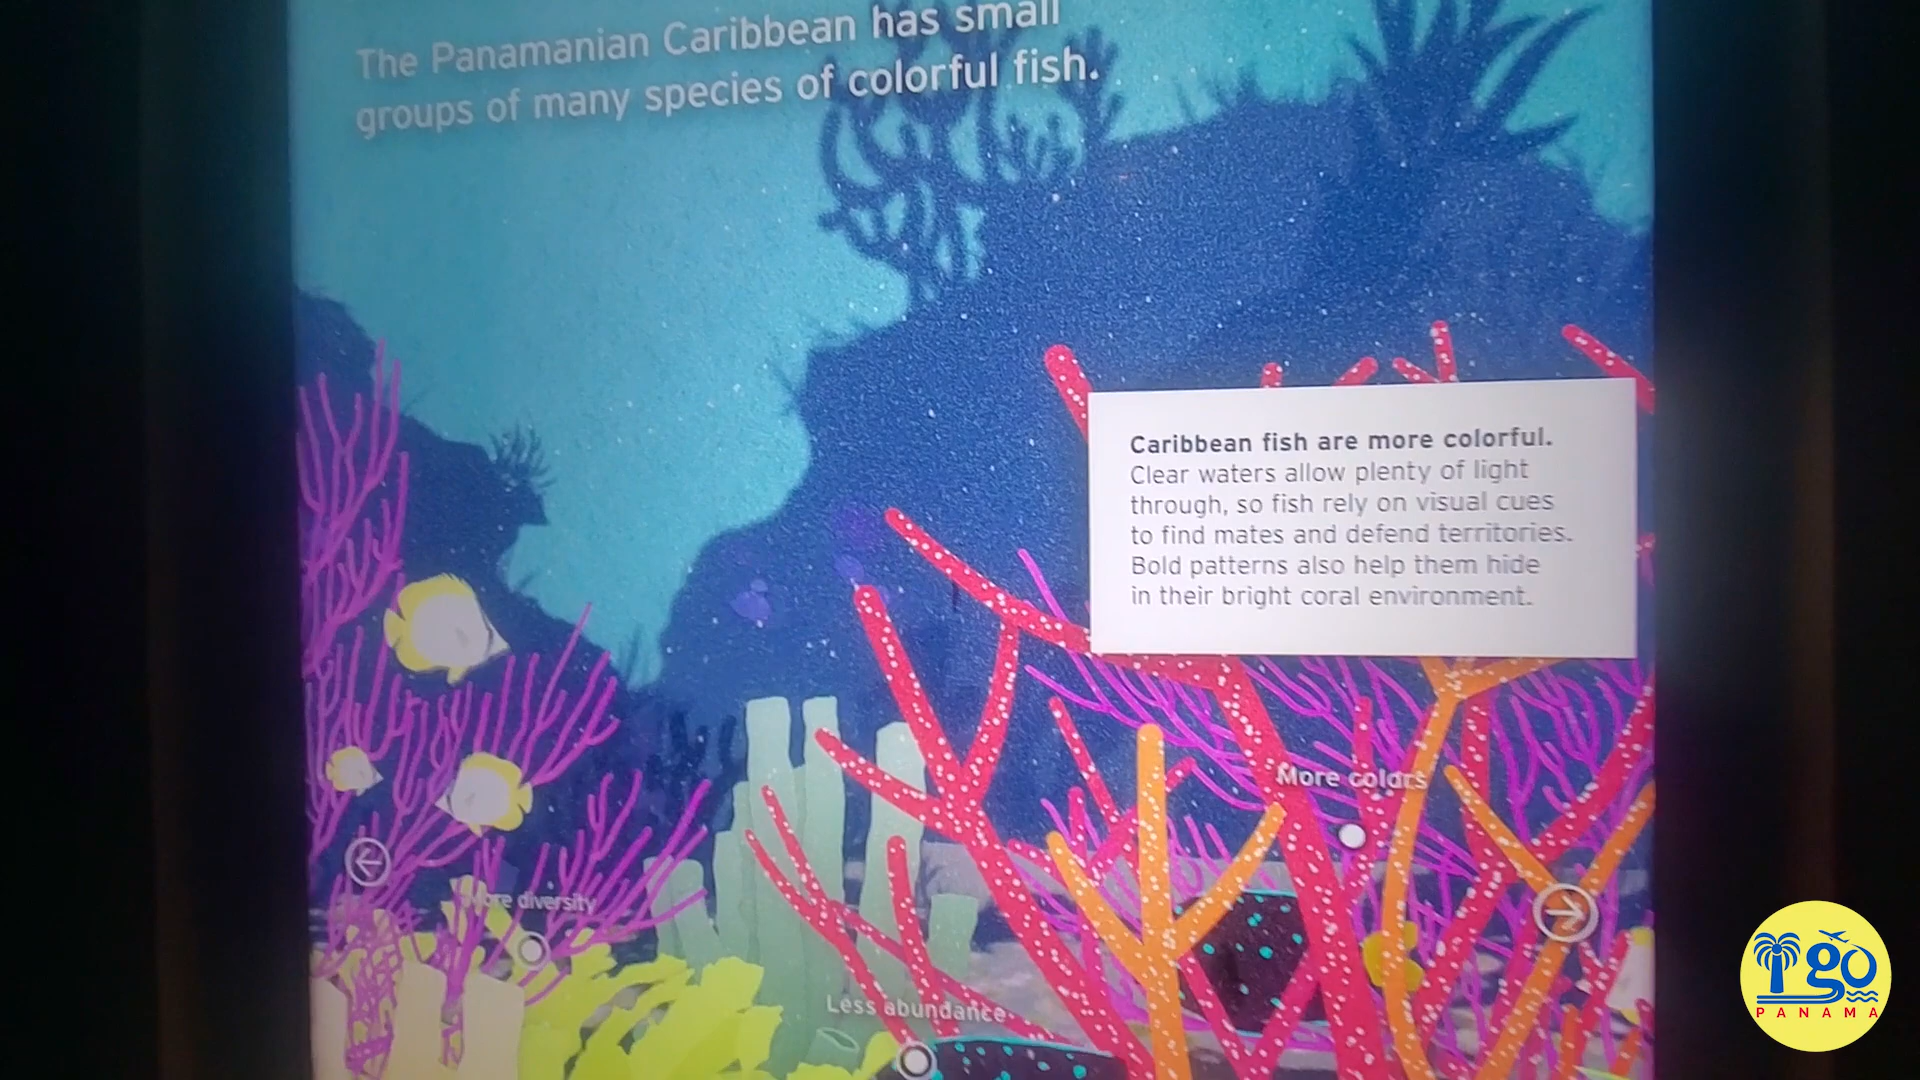 The Panamanian Caribbean has small
groups of many species of colorful fish.
Caribbean fish are more colorful.
Clear waters allow plenty of light
through, so fish rely on visual cues
to find mates and defend territories.
Bold patterns also help them hide
in their bright coral environment.
More colors
More diversity
Less abundance
go
PANAMA